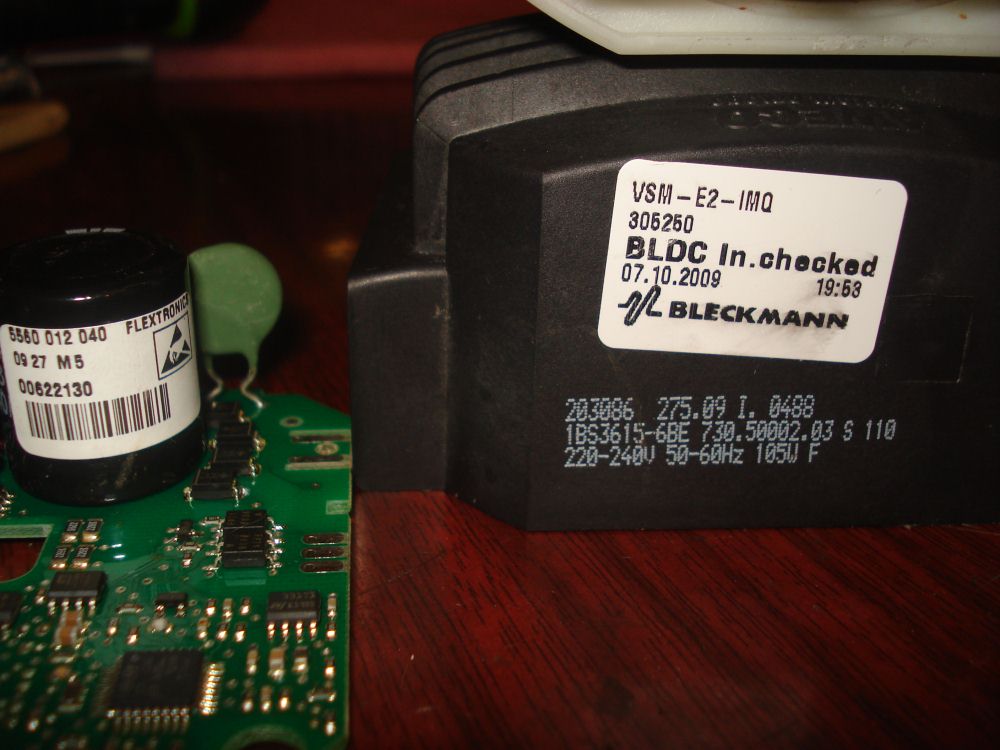 VSM-E2-IMQ
305250
BLDC In.checked
07.10.2009 19:53
BLECKMANN
203086 275.09 I. 0488
1BS3615-6BE 730.50002.03 S 110
220-240V 50-60Hz 105W F
5560 012 040 FLEXTRONICS
09 27 M5
00622130